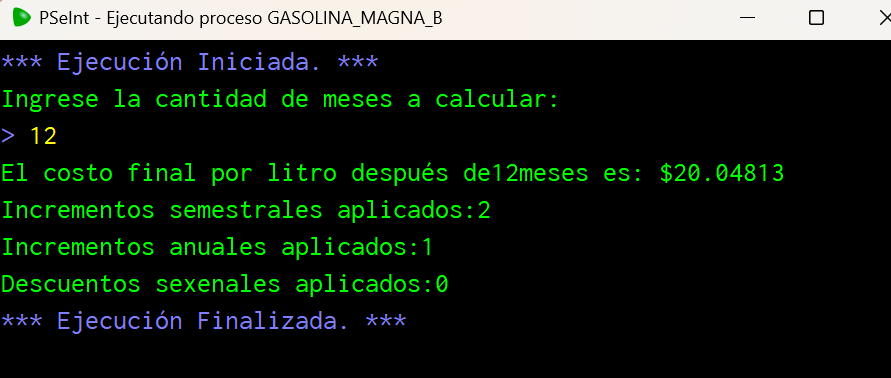 PSeInt - Ejecutando proceso GASOLINA_MAGNA_B
*** Ejecución Iniciada. ***
Ingrese la cantidad de meses a calcular:
> 12
El costo final por litro después de12meses es: $20.04813
Incrementos semestrales aplicados:2
Incrementos anuales aplicados:1
Descuentos sexenales aplicados:0
*** Ejecución Finalizada. ***